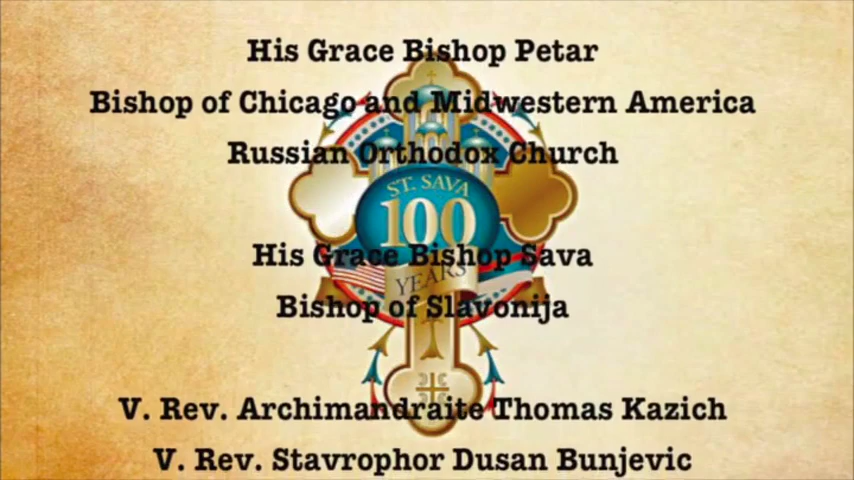 His Grace Bishop Petar
Bishop of Chicago and Midwestern America
Russian Orthodox Church
ST. SAVA
100
YEARS
His Grace Bishop Sava
Bishop of Slavonija
V. Rev. Archimandraite Thomas Kazich
V. Rev. Stavrophor Dusan Bunjevic